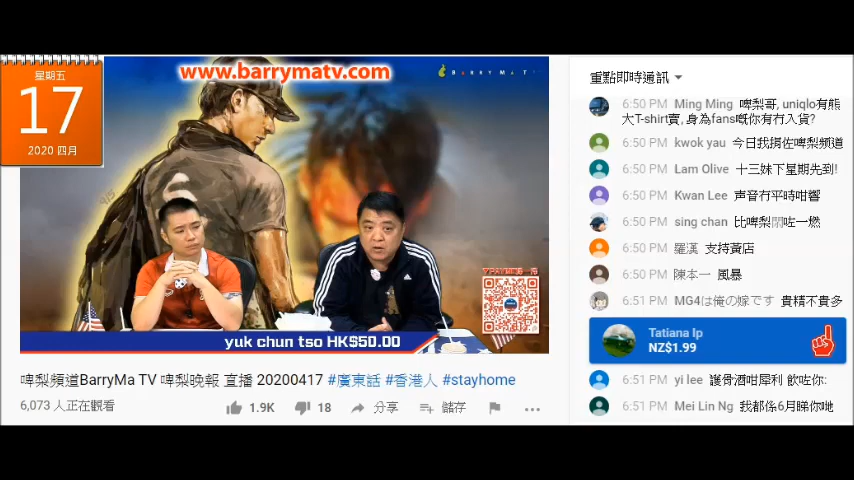 www.barrymatv.com
BARRY MA T
星期五
17
2020 四月
yuk chun tso HK$50.00
啤梨頻道BarryMa TV 啤梨晚報 直播 20200417 #廣東話 #香港人 #stayhome
6,073 人正在觀看
1.9K
18
分享
儲存
重點即時通訊
6:50 PM Ming Ming 啤梨哥, uniqlo有熊
大T-shirt賣, 身為fans嘅你有冇入貨?
6:50 PM kwok yau 今日我捐佐啤梨頻道
6:50 PM Lam Olive 十三妹下星期先到!
6:50 PM Kwan Lee 声音冇平時咁響
6:50 PM sing chan 比啤梨閪咗一燃
6:50 PM 羅漢 支持黃店
6:50 PM 陳本一 風暴
6:51 PM MG4は俺の嫁です 貴精不貴多
Tatiana Ip
NZ$1.99
6:51 PM yi lee 護骨酒咁犀利 飲咗你:
6:51 PM Mei Lin Ng 我都係6月睇你哋